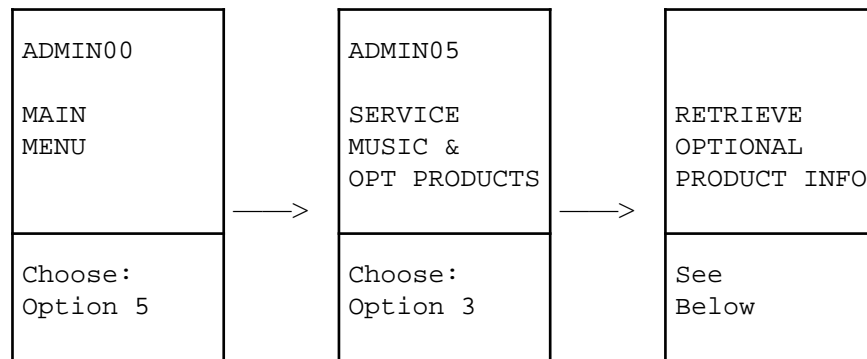 ADMIN00
MAIN
MENU
Choose:
Option 5
——>
ADMIN05
SERVICE
MUSIC &
OPT PRODUCTS
Choose:
Option 3
——>
RETRIEVE
OPTIONAL
PRODUCT INFO
See
Below